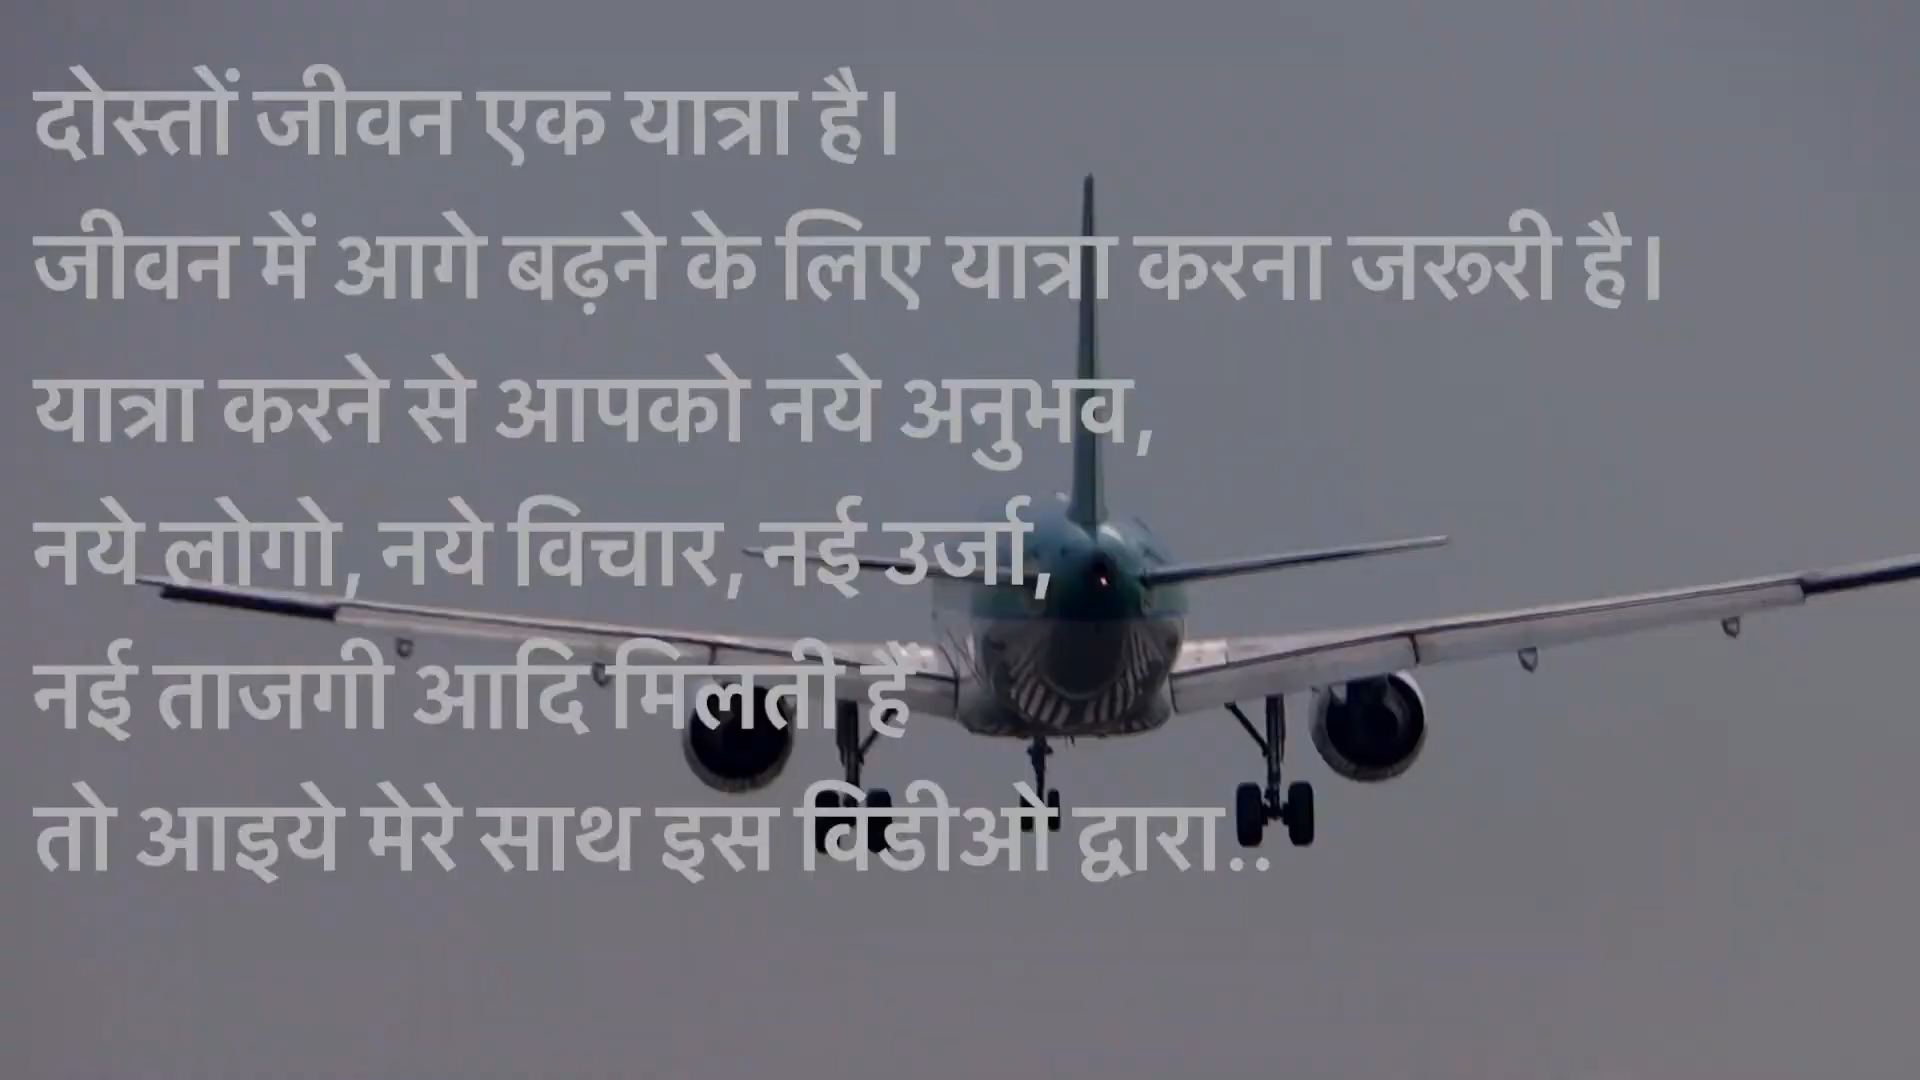 दोस्तों जीवन एक यात्रा है।
जीवन में आगे बढ़ने के लिए यात्रा करना जरूरी है।
यात्रा करने से आपको नये अनुभव,
नये लोगो, नये विचार, नई उर्जा,
नई ताजगी आदि मिलती हैं
तो आइये मेरे साथ इस विडीओ द्वारा..